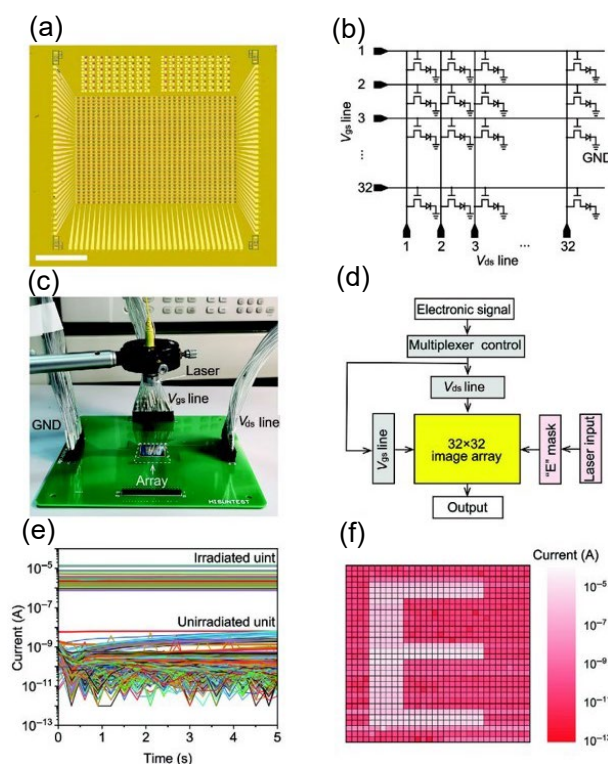 (a)
(b)
1
2
3
⋮
32
Vgs line
GND
1 2 3 ... 32
Vds line
(c)
GND
Laser
Vgs line
Vds line
Array
HISUNTEST
(d)
Electronic signal
Multiplexer control
Vds line
Vgs line
32×32
image array
"E" mask
Laser input
Output
(e)
Irradiated uint
Unirradiated unit
Current (A)
10⁻⁵
10⁻⁷
10⁻⁹
10⁻¹¹
10⁻¹³
0 1 2 3 4 5
Time (s)
(f)
Current (A)
10⁻⁵
10⁻⁷
10⁻⁹
10⁻¹¹
10⁻¹³